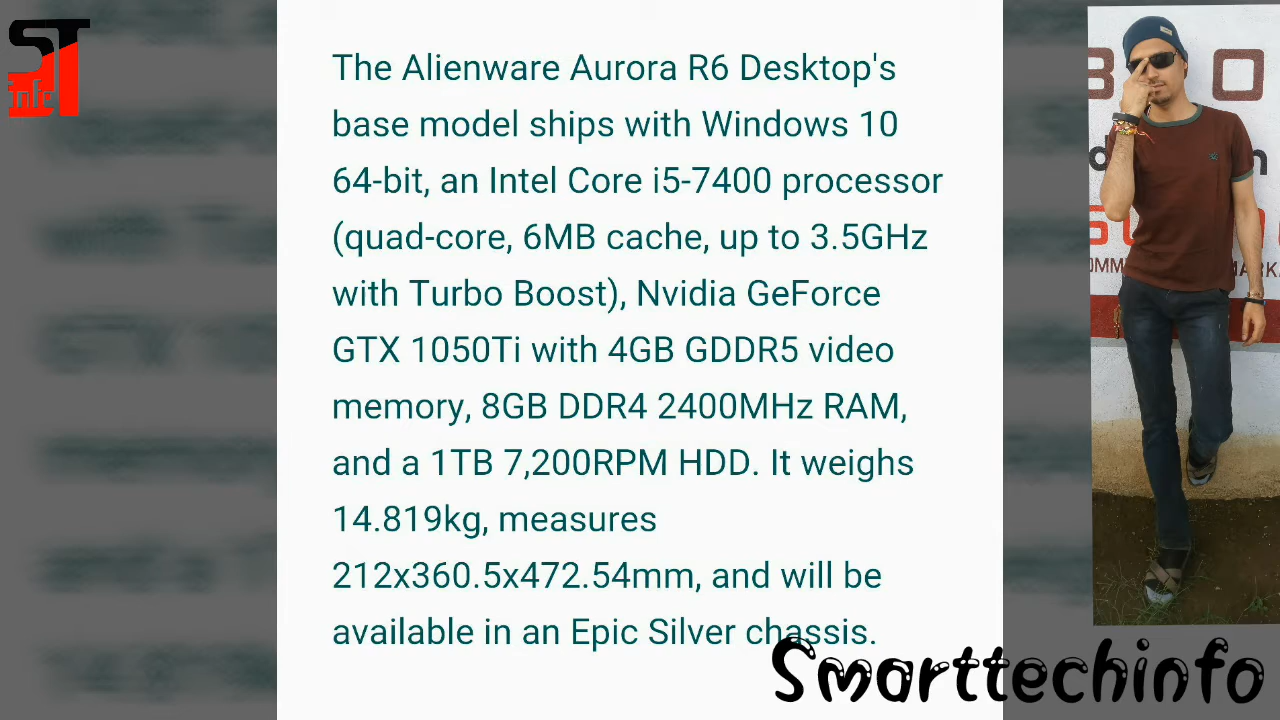 ST
info
The Alienware Aurora R6 Desktop's
base model ships with Windows 10
64-bit, an Intel Core i5-7400 processor
(quad-core, 6MB cache, up to 3.5GHz
with Turbo Boost), Nvidia GeForce
GTX 1050Ti with 4GB GDDR5 video
memory, 8GB DDR4 2400MHz RAM,
and a 1TB 7,200RPM HDD. It weighs
14.819kg, measures
212x360.5x472.54mm, and will be
available in an Epic Silver chassis.
Smarttechinfo